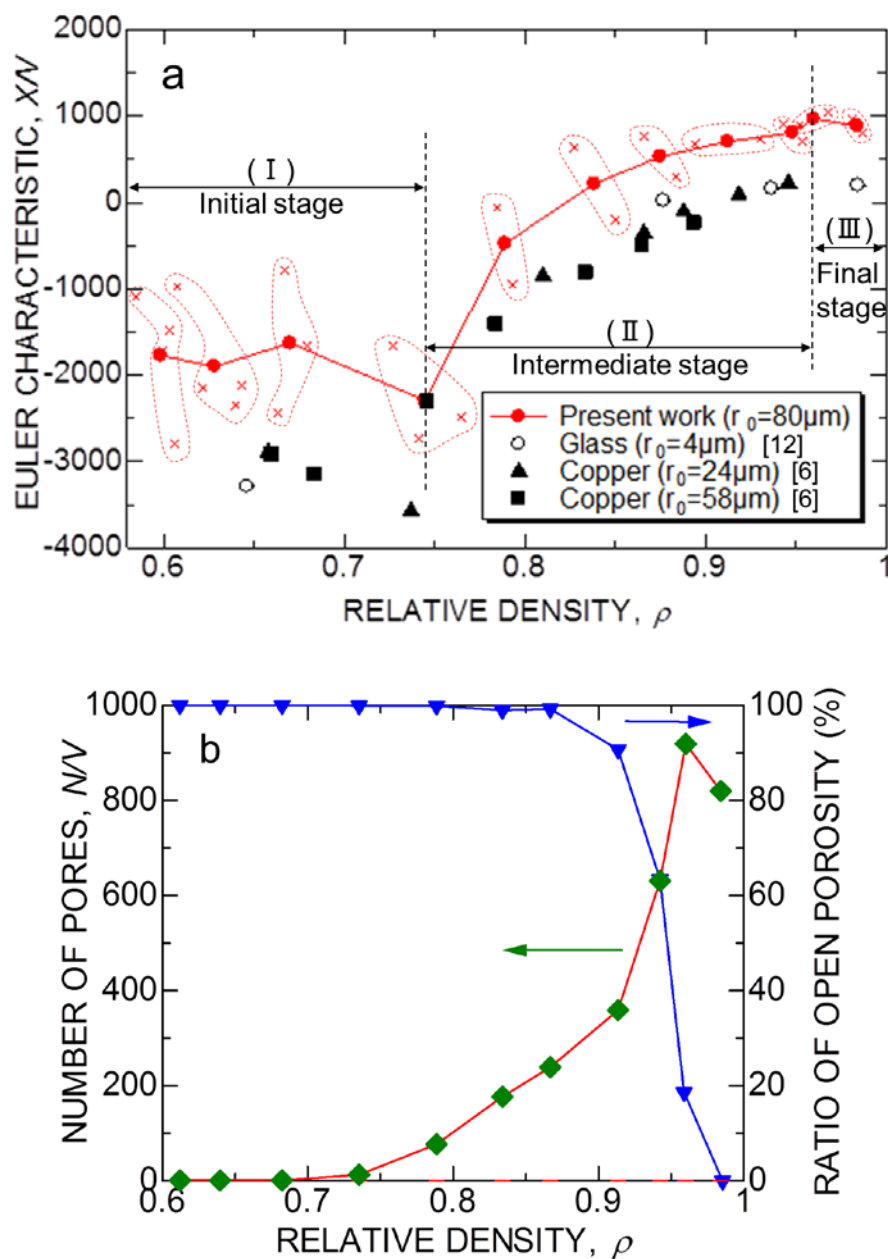 a
2000
1000
0
-1000
-2000
-3000
-4000
EULER CHARACTERISTIC, X/V
(Ⅰ)
Initial stage
(Ⅱ)
Intermediate stage
(Ⅲ)
Final
stage
Present work (r₀=80µm)
Glass (r₀=4µm) [12]
Copper (r₀=24µm) [6]
Copper (r₀=58µm) [6]
0.6 0.7 0.8 0.9 1
RELATIVE DENSITY, ρ
b
1000
800
600
400
200
0
NUMBER OF PORES, N/V
100
80
60
40
20
0
RATIO OF OPEN POROSITY (%)
0.6 0.7 0.8 0.9 1
RELATIVE DENSITY, ρ